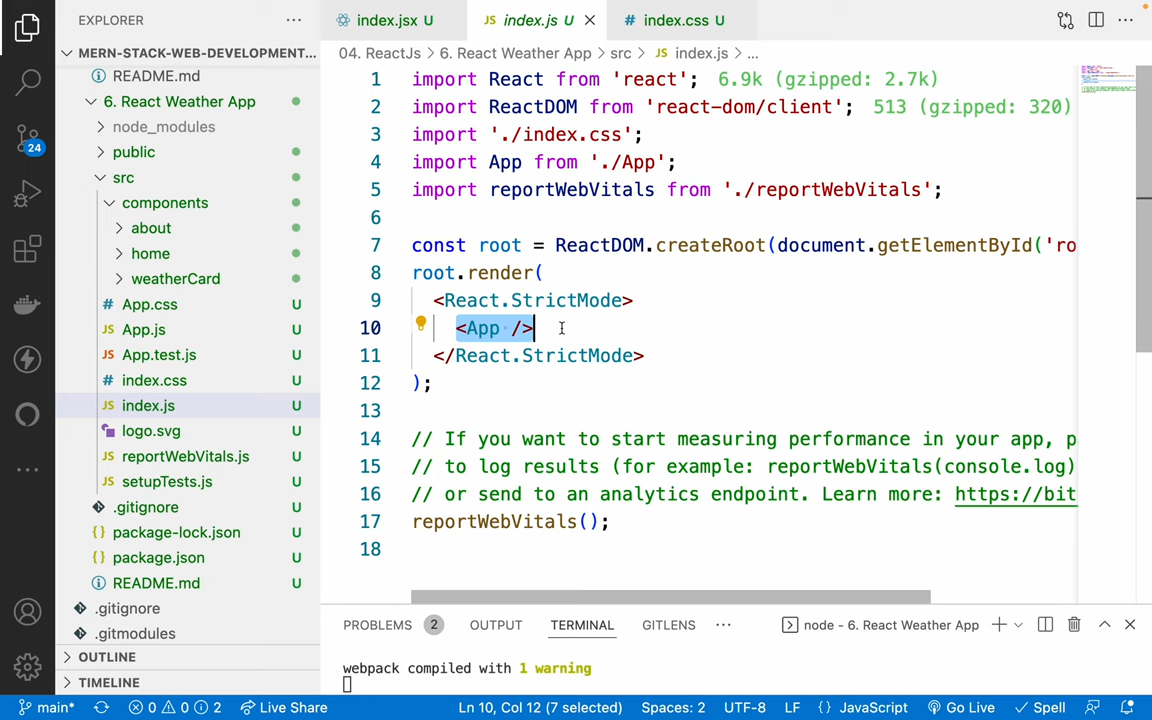 EXPLORER
MERN-STACK-WEB-DEVELOPMENT...
README.md
6. React Weather App
node_modules
public
src
components
about
home
weatherCard
# App.css U
JS App.js U
JS App.test.js U
# index.css U
JS index.js U
logo.svg U
JS reportWebVitals.js U
JS setupTests.js U
.gitignore U
{} package-lock.json U
{} package.json U
README.md U
.gitignore
.gitmodules
OUTLINE
TIMELINE
24
index.jsx U
JS index.js U
# index.css U
04. ReactJs > 6. React Weather App > src > JS index.js > ...
1 import React from 'react'; 6.9k (gzipped: 2.7k)
2 import ReactDOM from 'react-dom/client'; 513 (gzipped: 320)
3 import './index.css';
4 import App from './App';
5 import reportWebVitals from './reportWebVitals';
6
7 const root = ReactDOM.createRoot(document.getElementById('ro
8 root.render(
9 <React.StrictMode>
10 <App />
11 </React.StrictMode>
12 );
13
14 // If you want to start measuring performance in your app, p
15 // to log results (for example: reportWebVitals(console.log)
16 // or send to an analytics endpoint. Learn more: https://bit
17 reportWebVitals();
18
PROBLEMS 2 OUTPUT TERMINAL GITLENS ... node - 6. React Weather App
webpack compiled with 1 warning
main* 0 0 2 Live Share Ln 10, Col 12 (7 selected) Spaces: 2 UTF-8 LF {} JavaScript Go Live Spell